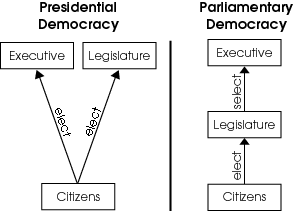 Presidential
Democracy
Executive
Legislature
elect
elect
Citizens
Parliamentary
Democracy
Executive
select
Legislature
elect
Citizens